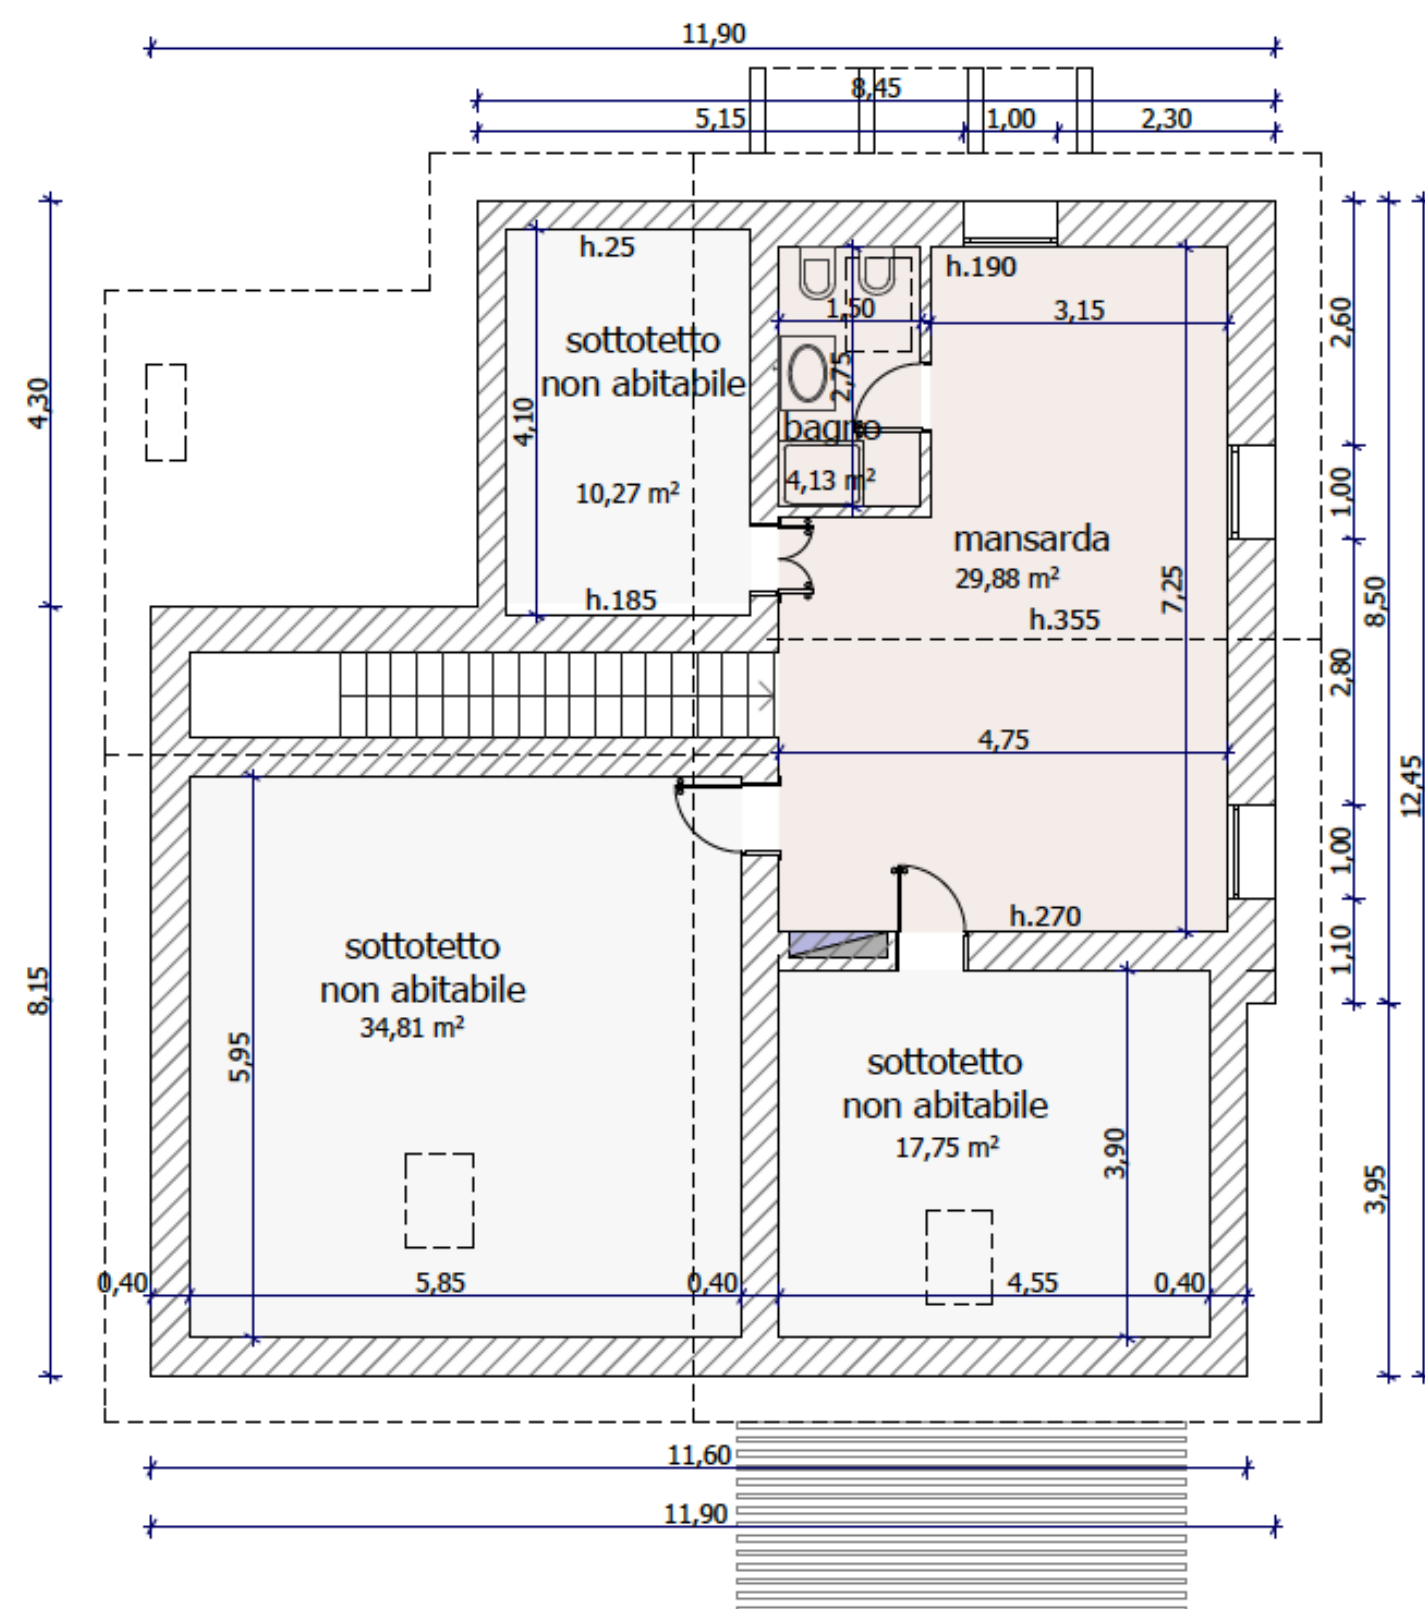 11,90
8,45
5,15
1,00
2,30
h.25
h.190
1,50
3,15
2,60
sottotetto
non abitabile
2,75
4,30
4,10
bagno
4,13 m²
10,27 m²
1,00
mansarda
29,88 m²
7,25
8,50
h.185
h.355
2,80
4,75
12,45
1,00
h.270
1,10
sottotetto
non abitabile
34,81 m²
8,15
5,95
sottotetto
non abitabile
17,75 m²
3,90
3,95
0,40
5,85
0,40
4,55
0,40
11,60
11,90